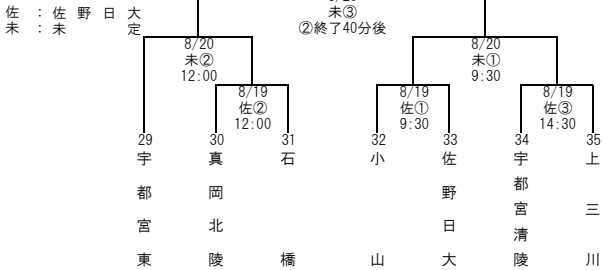 佐 : 佐野日大
未 : 未定
未③
②終了40分後
8/20
未②
12:00
8/20
未①
9:30
8/19
佐②
12:00
8/19
佐①
9:30
8/19
佐③
14:30
29
30
31
32
33
34
35
宇都宮東
真岡北陵
石橋
小山
佐野日大
宇都宮清陵
上三川